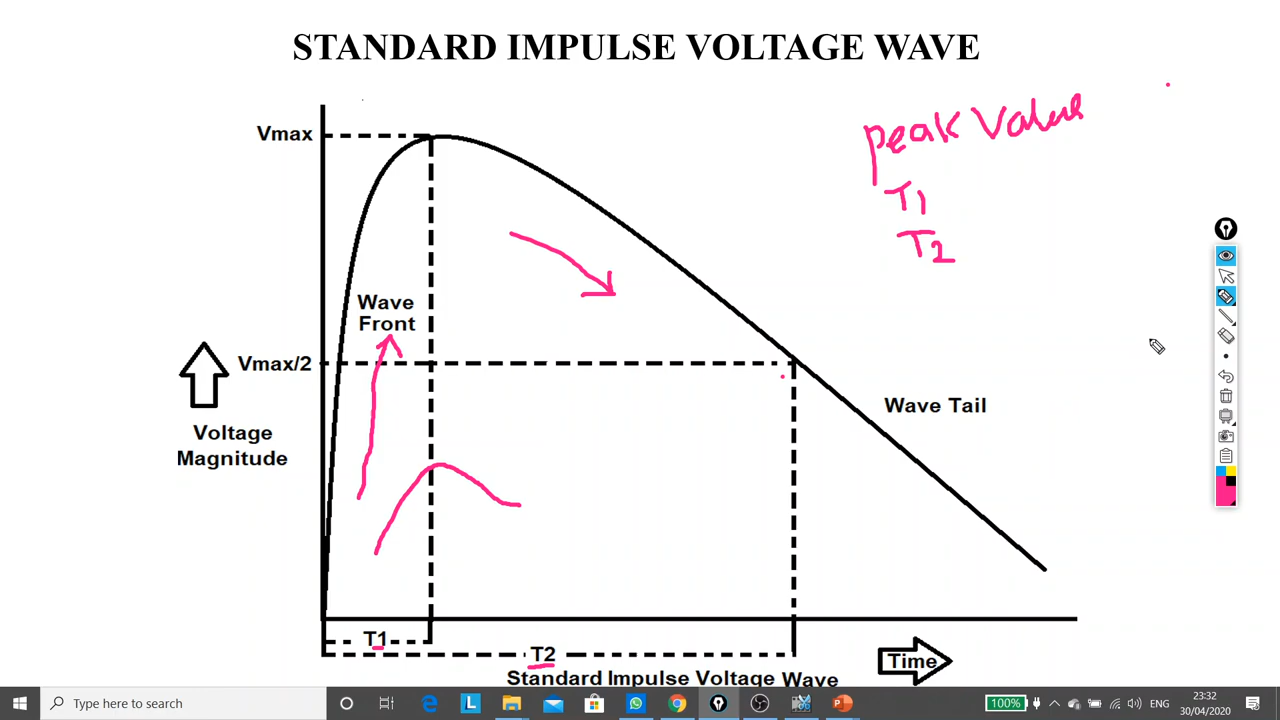 STANDARD IMPULSE VOLTAGE WAVE
Vmax
peak Value
T1
T2
Wave
Front
Vmax/2
Wave Tail
Voltage
Magnitude
T1
T2
Time
Standard Impulse Voltage Wave
Type here to search
100%
ENG
23:32
30/04/2020